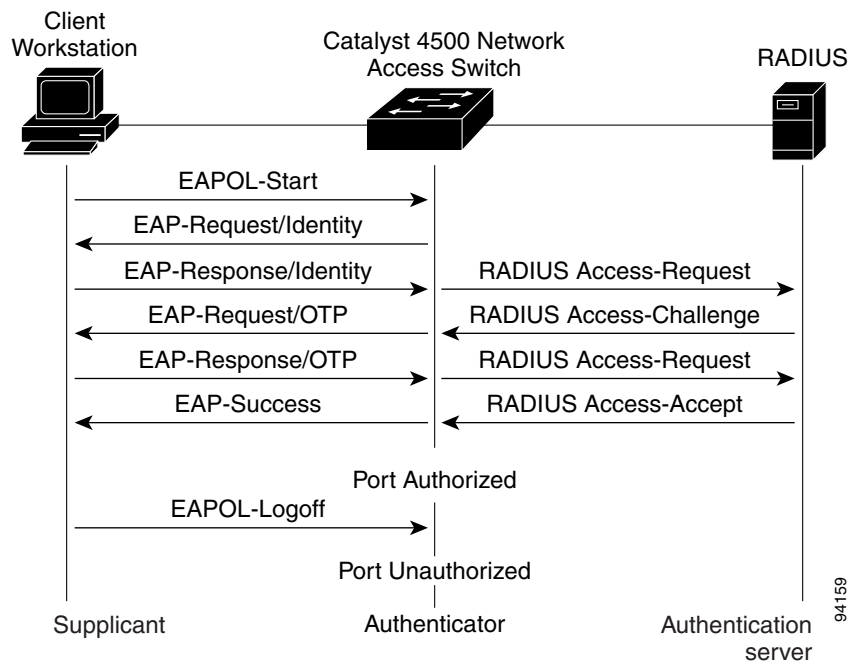 Client
Workstation
Catalyst 4500 Network
Access Switch
RADIUS
EAPOL-Start
EAP-Request/Identity
EAP-Response/Identity
RADIUS Access-Request
EAP-Request/OTP
RADIUS Access-Challenge
EAP-Response/OTP
RADIUS Access-Request
EAP-Success
RADIUS Access-Accept
Port Authorized
EAPOL-Logoff
Port Unauthorized
Supplicant
Authenticator
Authentication
server
94159